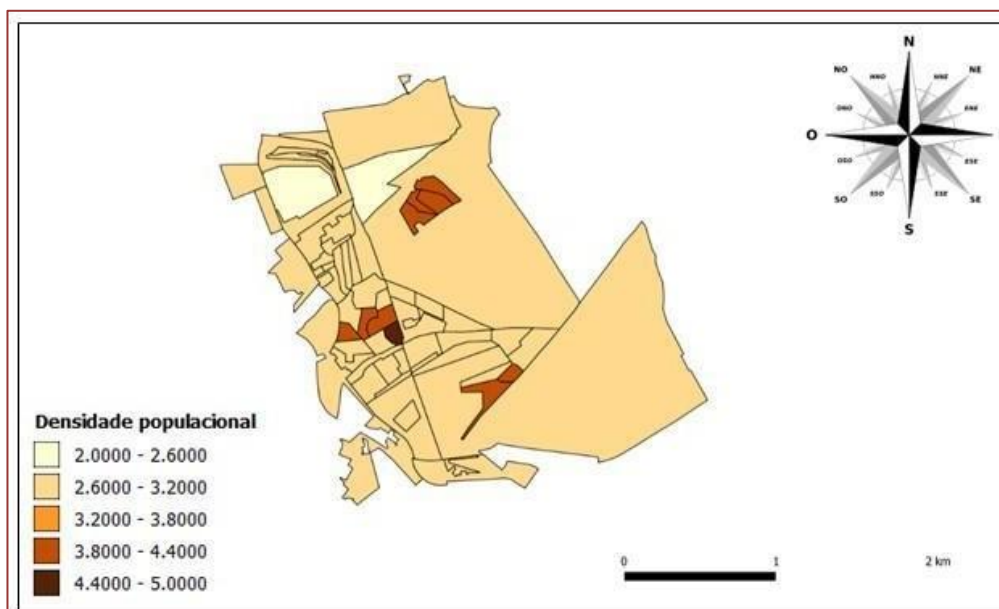 N
NO
NE
NNO
NNE
ONO
ENE
O
OSO
ESE
SO
SE
SSO
SSE
S
Densidade populacional
2.0000 - 2.6000
2.6000 - 3.2000
3.2000 - 3.8000
3.8000 - 4.4000
4.4000 - 5.0000
0
1
2 km